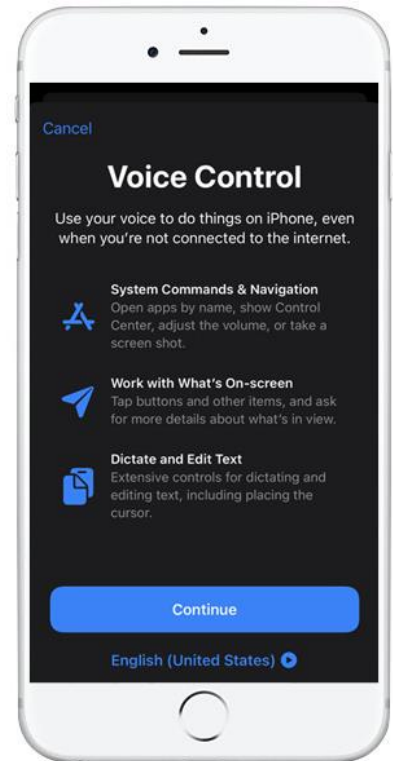 Cancel
Voice Control
Use your voice to do things on iPhone, even
when you're not connected to the internet.
System Commands & Navigation
Open apps by name, show Control
Center, adjust the volume, or take a
screen shot.
Work with What's On-screen
Tap buttons and other items, and ask
for more details about what's in view.
Dictate and Edit Text
Extensive controls for dictating and
editing text, including placing the
cursor.
Continue
English (United States)